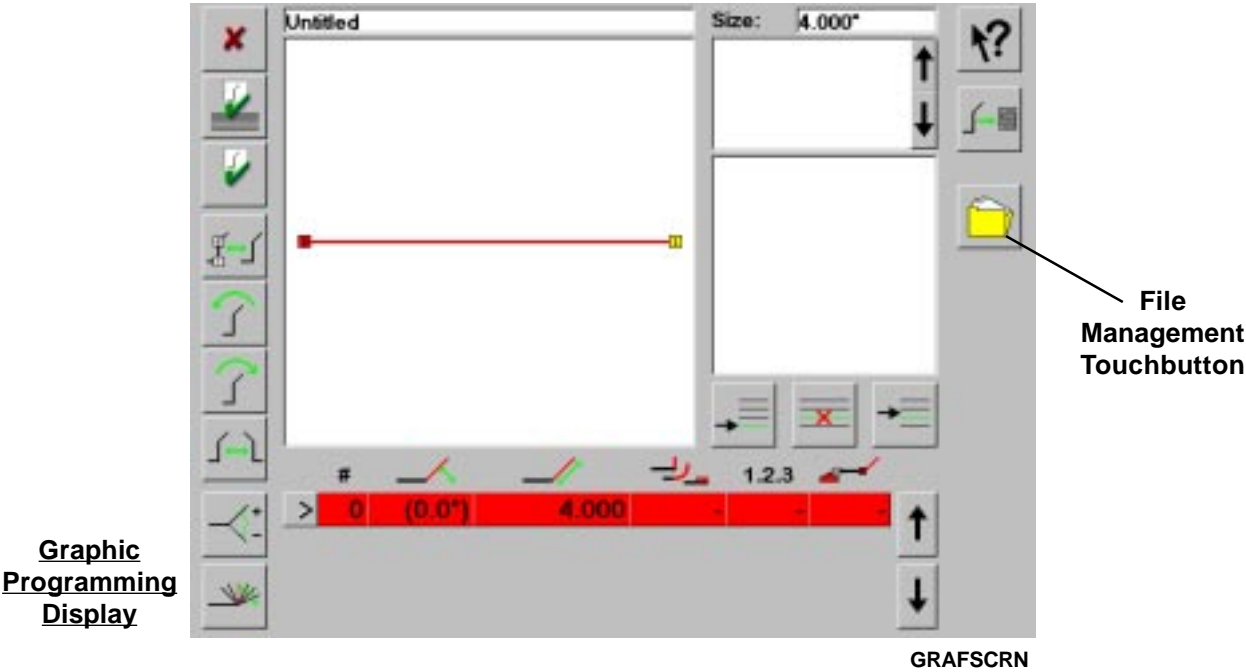 Untitled
Size: 4.000"
?
File
Management
Touchbutton
# 1.2.3
> 0 (0.0°) 4.000 - - -
+
-
Graphic
Programming
Display
GRAFSCRN